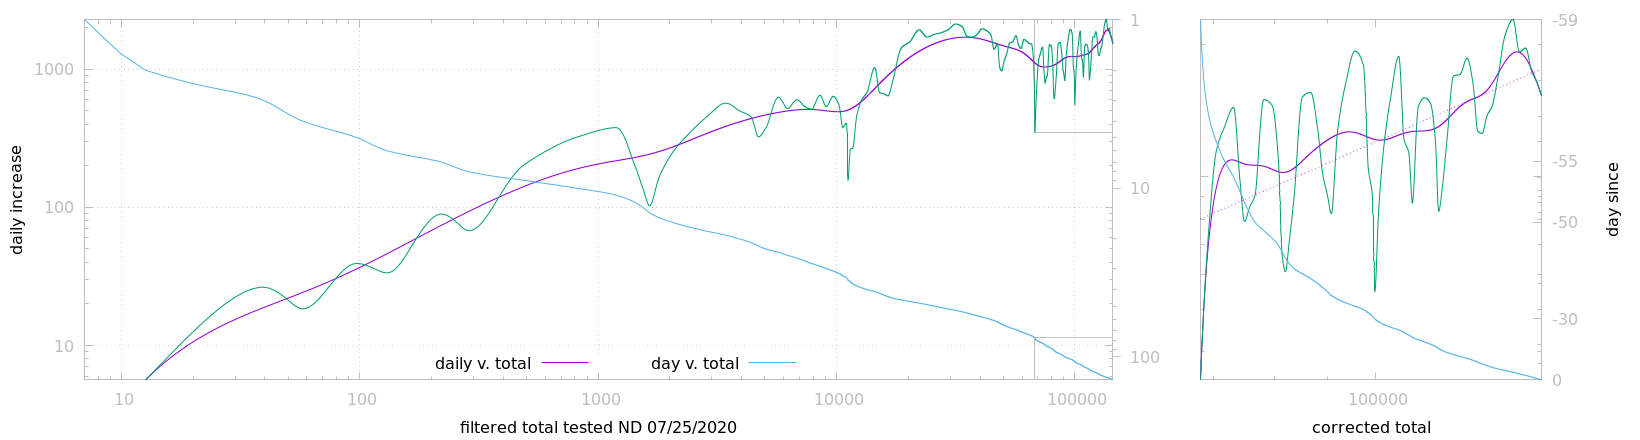 1000
100
10
daily increase
10
100
1000
10000
100000
filtered total tested ND 07/25/2020
daily v. total
day v. total
1
10
100
100000
corrected total
-59
-55
-50
-30
0
day since